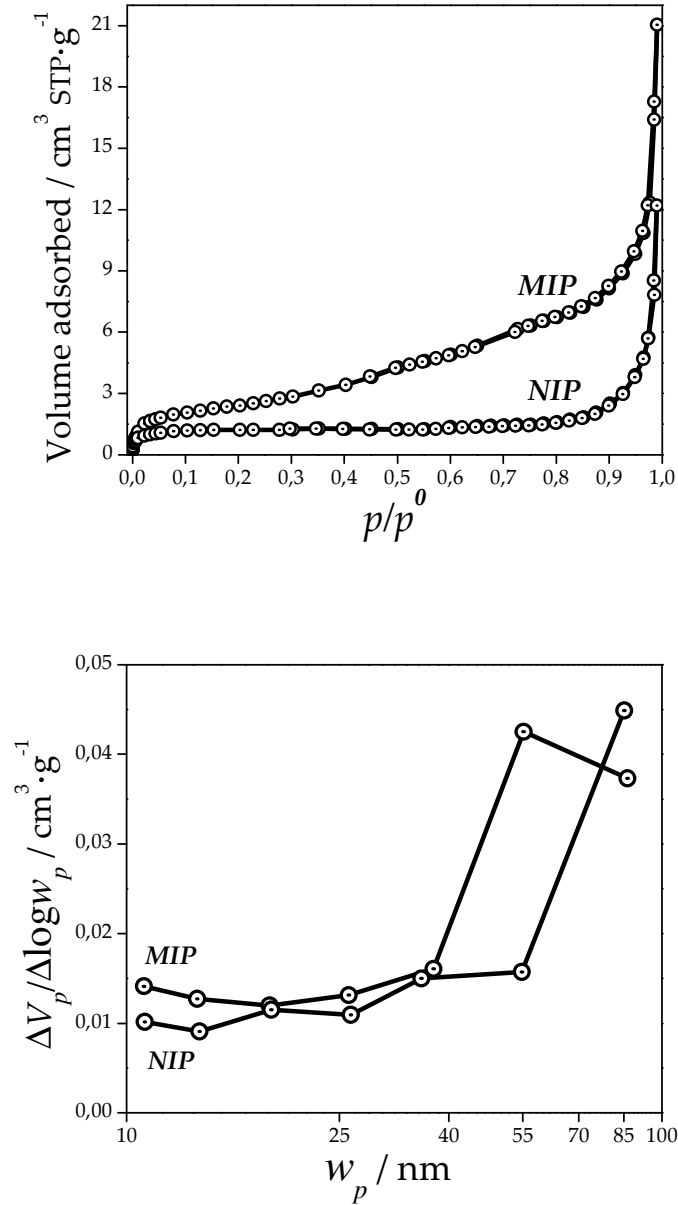 21
18
15
12
9
6
3
0
Volume adsorbed / cm³ STP·g⁻¹
MIP
NIP
0,0 0,1 0,2 0,3 0,4 0,5 0,6 0,7 0,8 0,9 1,0
p/p⁰
0,05
0,04
0,03
0,02
0,01
0,00
ΔVₚ/Δlogwₚ / cm³·g⁻¹
MIP
NIP
10 25 40 55 70 85 100
wₚ / nm